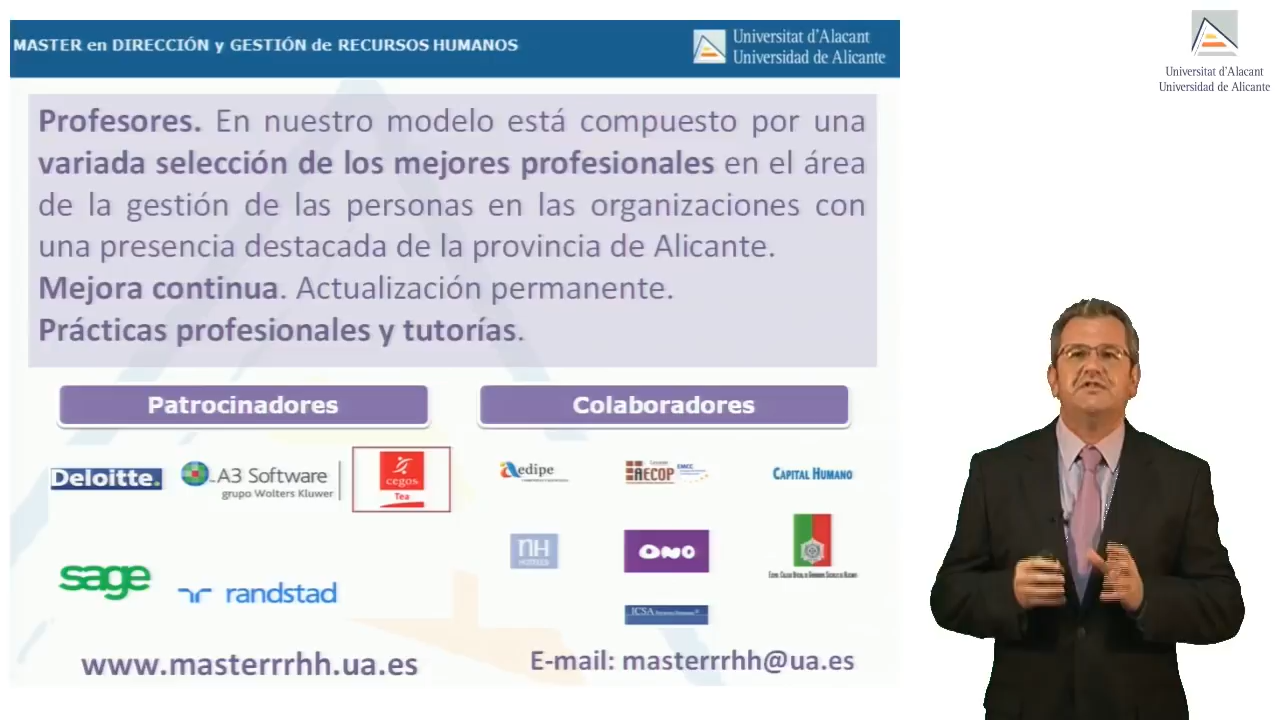 MASTER en DIRECCIÓN y GESTIÓN de RECURSOS HUMANOS
Universitat d'Alacant
Universidad de Alicante
Universitat d'Alacant
Universidad de Alicante
Profesores. En nuestro modelo está compuesto por una
variada selección de los mejores profesionales en el área
de la gestión de las personas en las organizaciones con
una presencia destacada de la provincia de Alicante.
Mejora continua. Actualización permanente.
Prácticas profesionales y tutorías.
Patrocinadores
Colaboradores
Deloitte.
A3 Software
grupo Wolters Kluwer
cegos
Tea
aedipe
AECOP
EMCC
CAPITAL HUMANO
sage
randstad
nH
HOTELES
ONO
ICSA
www.masterrrhh.ua.es
E-mail: masterrrhh@ua.es